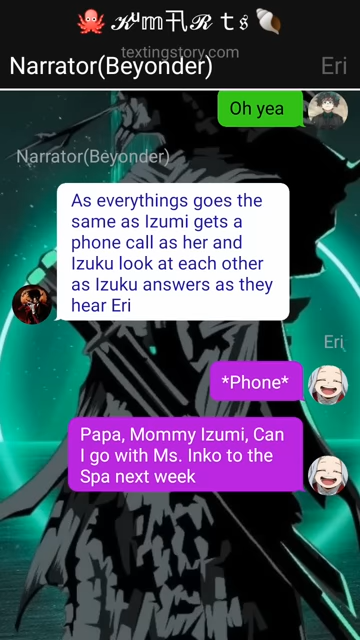 🐙 𝒦ᵘ𝕞卂ℛ 𝕥 𝔰 🐚
textingstory.com
Narrator(Beyonder)
Eri
Oh yea
Narrator(Beyonder)
As everythings goes the
same as Izumi gets a
phone call as her and
Izuku look at each other
as Izuku answers as they
hear Eri
Eri
*Phone*
Papa, Mommy Izumi, Can
I go with Ms. Inko to the
Spa next week